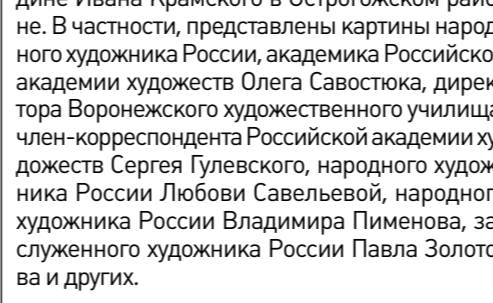 дине Ивана Крамского в Острогожском райо
не. В частности, представлены картины народ
ного художника России, академика Российско
академии художеств Олега Савостюка, дирек
тора Воронежского художественного училища
член-корреспондента Российской академии ху
дожеств Сергея Гулевского, народного худож
ника России Любови Савельевой, народног
художника России Владимира Пименова, за
служенного художника России Павла Золото
ва и других.